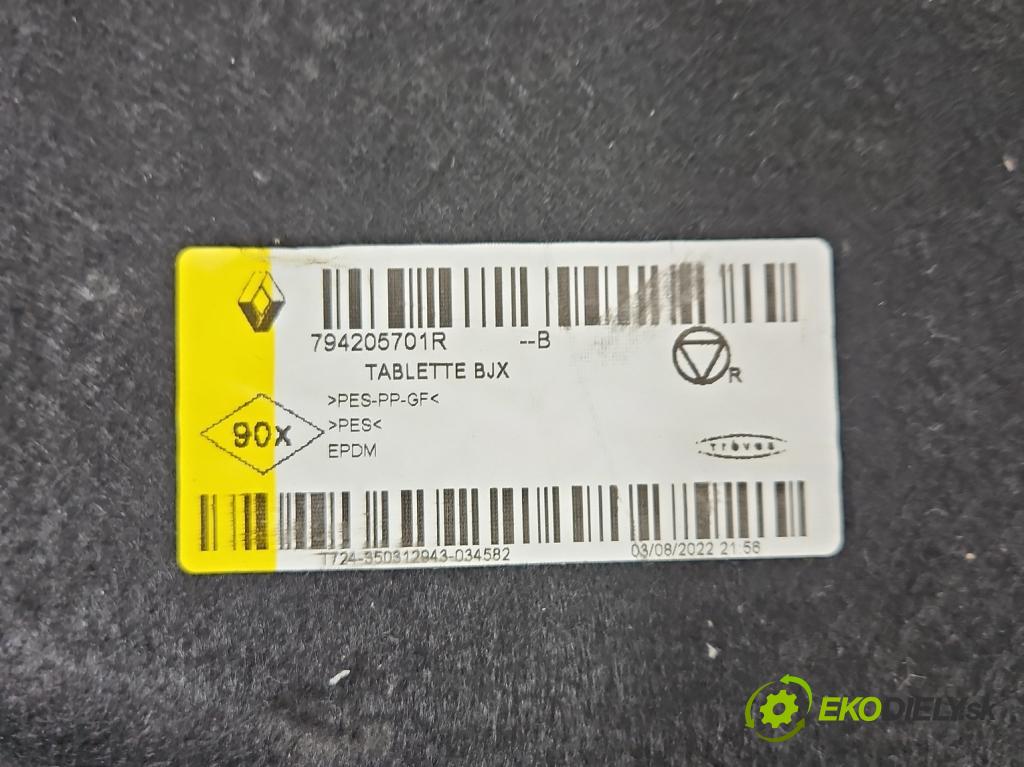 794205701R --B
TABLETTE BJX
R
>PES-PP-GF<
90x
>PES<
EPDM
Trèves
T724-350312943-034582
03/08/2022 21:56
EKODIELY.sk